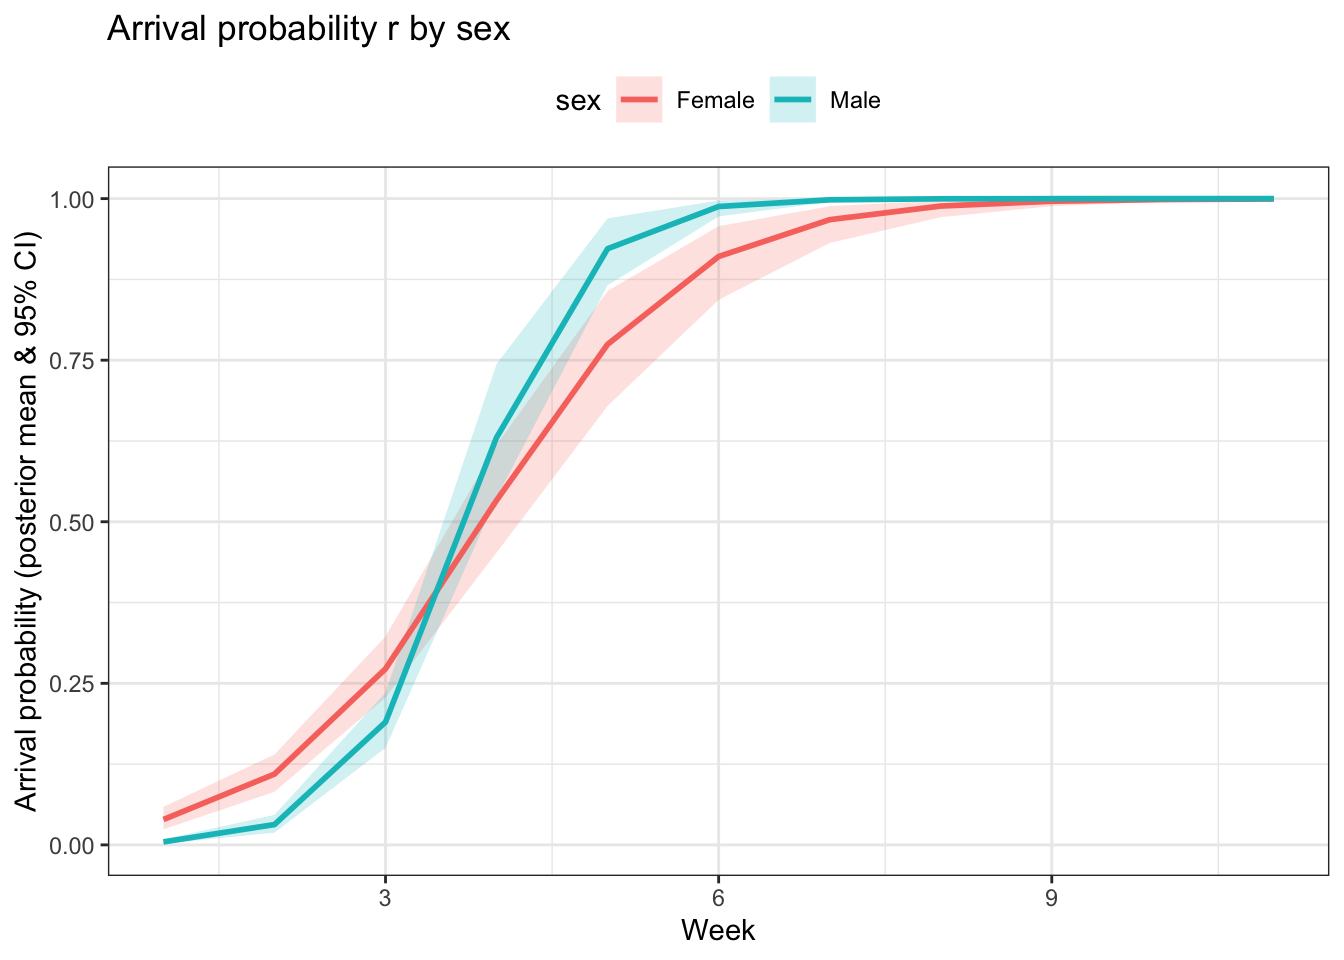 Arrival probability r by sex
sex Female Male
Arrival probability (posterior mean & 95% CI)
1.00
0.75
0.50
0.25
0.00
3 6 9
Week